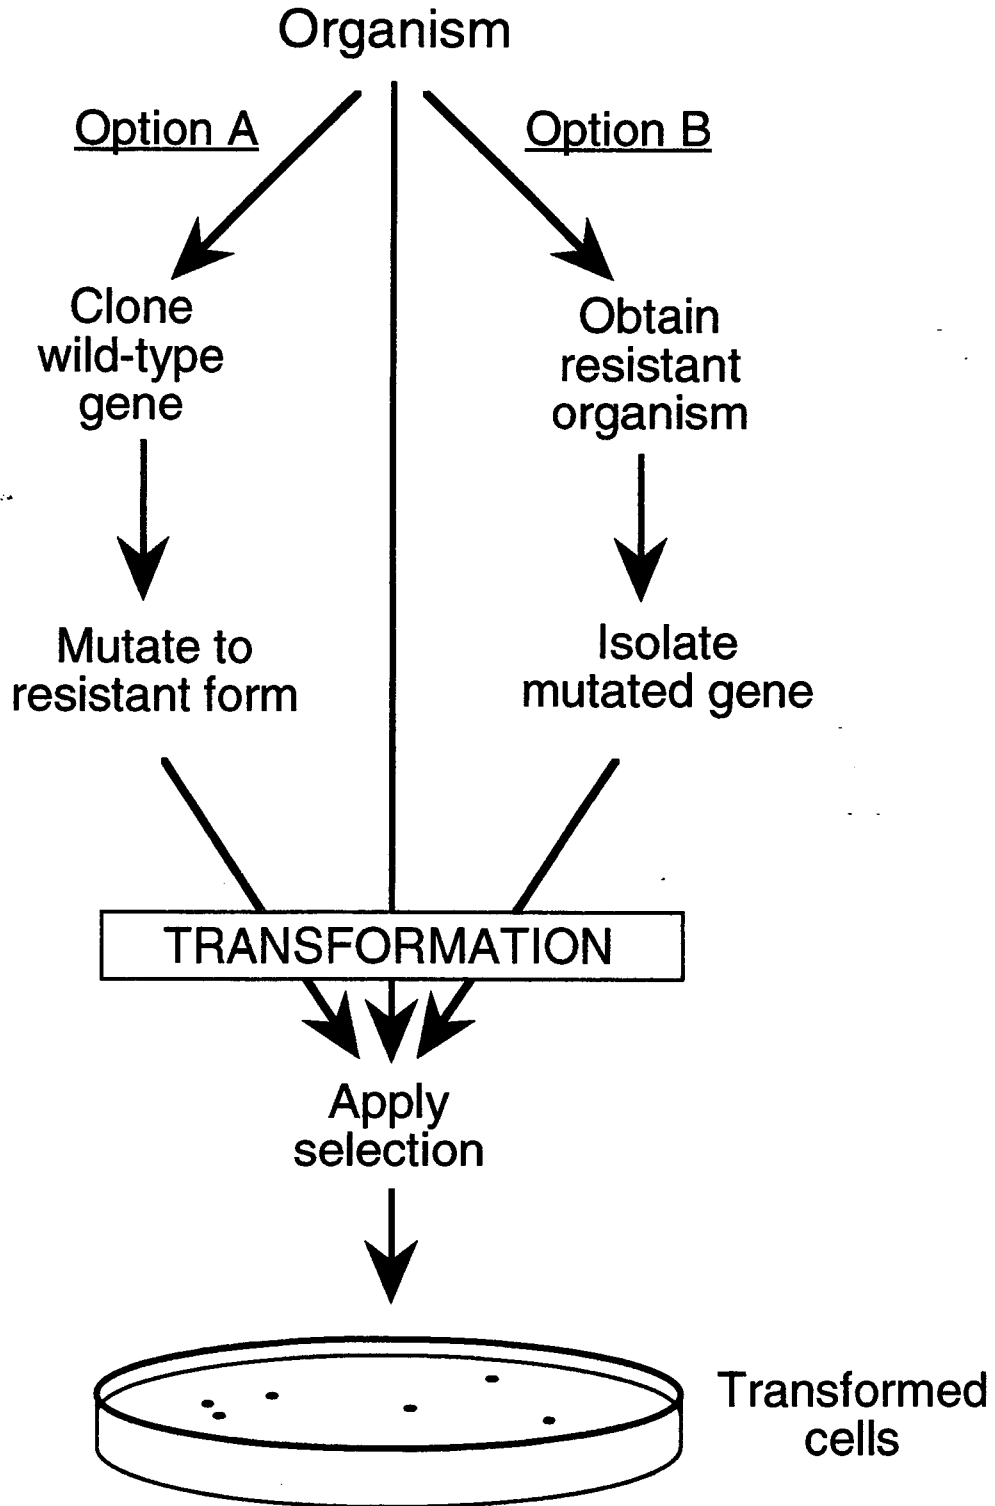 Organism
Option A
Option B
Clone
wild-type
gene
Obtain
resistant
organism
Mutate to
resistant form
Isolate
mutated gene
TRANSFORMATION
Apply
selection
Transformed
cells